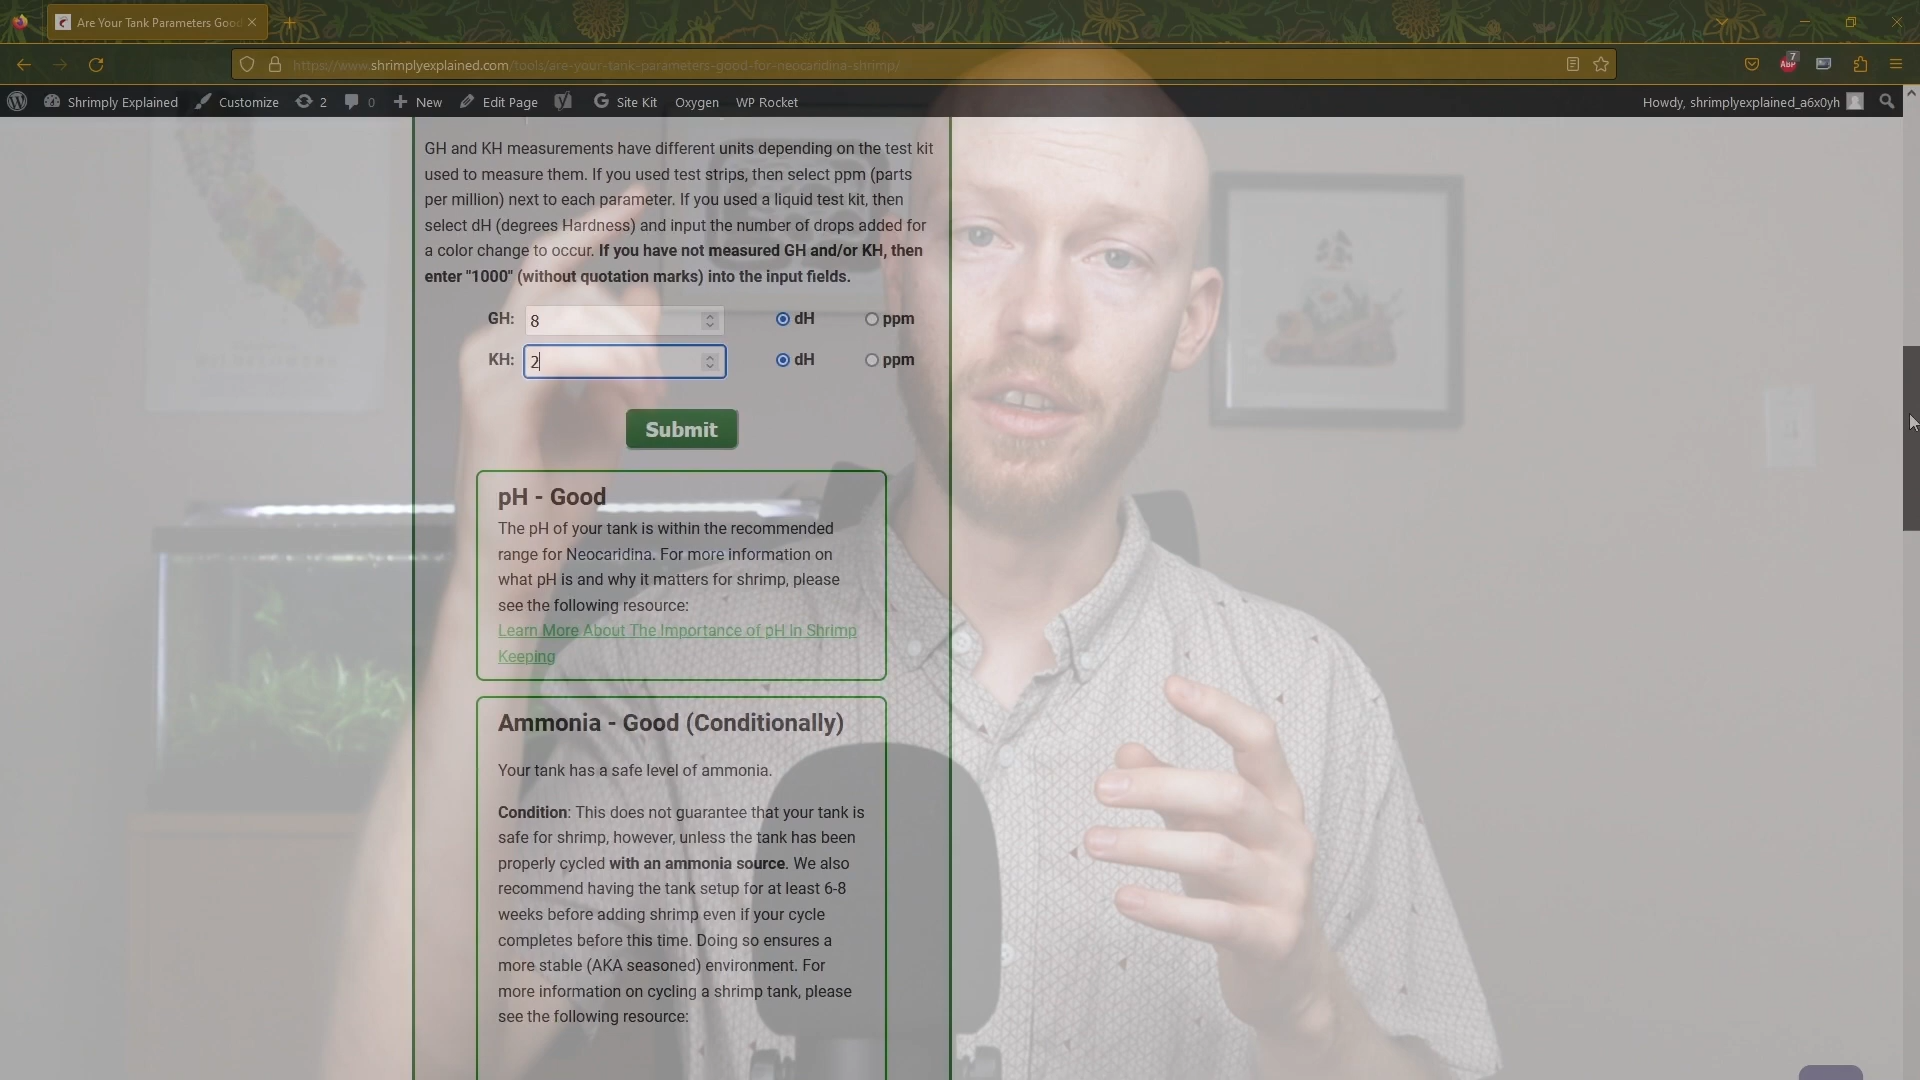 Are Your Tank Parameters Good
https://www.shrimplyexplained.com/tools/are-your-tank-parameters-good-for-neocaridina-shrimp/
7
ABP
Shrimply Explained Customize 2 0 New Edit Page Site Kit Oxygen WP Rocket Howdy, shrimplyexplained_a6x0yh
GH and KH measurements have different units depending on the test kit
used to measure them. If you used test strips, then select ppm (parts
per million) next to each parameter. If you used a liquid test kit, then
select dH (degrees Hardness) and input the number of drops added for
a color change to occur. If you have not measured GH and/or KH, then
enter "1000" (without quotation marks) into the input fields.
GH: 8 dH ppm
KH: 2 dH ppm
Submit
pH - Good
The pH of your tank is within the recommended
range for Neocaridina. For more information on
what pH is and why it matters for shrimp, please
see the following resource:
Learn More About The Importance of pH In Shrimp
Keeping
Ammonia - Good (Conditionally)
Your tank has a safe level of ammonia.
Condition: This does not guarantee that your tank is
safe for shrimp, however, unless the tank has been
properly cycled with an ammonia source. We also
recommend having the tank setup for at least 6-8
weeks before adding shrimp even if your cycle
completes before this time. Doing so ensures a
more stable (AKA seasoned) environment. For
more information on cycling a shrimp tank, please
see the following resource: